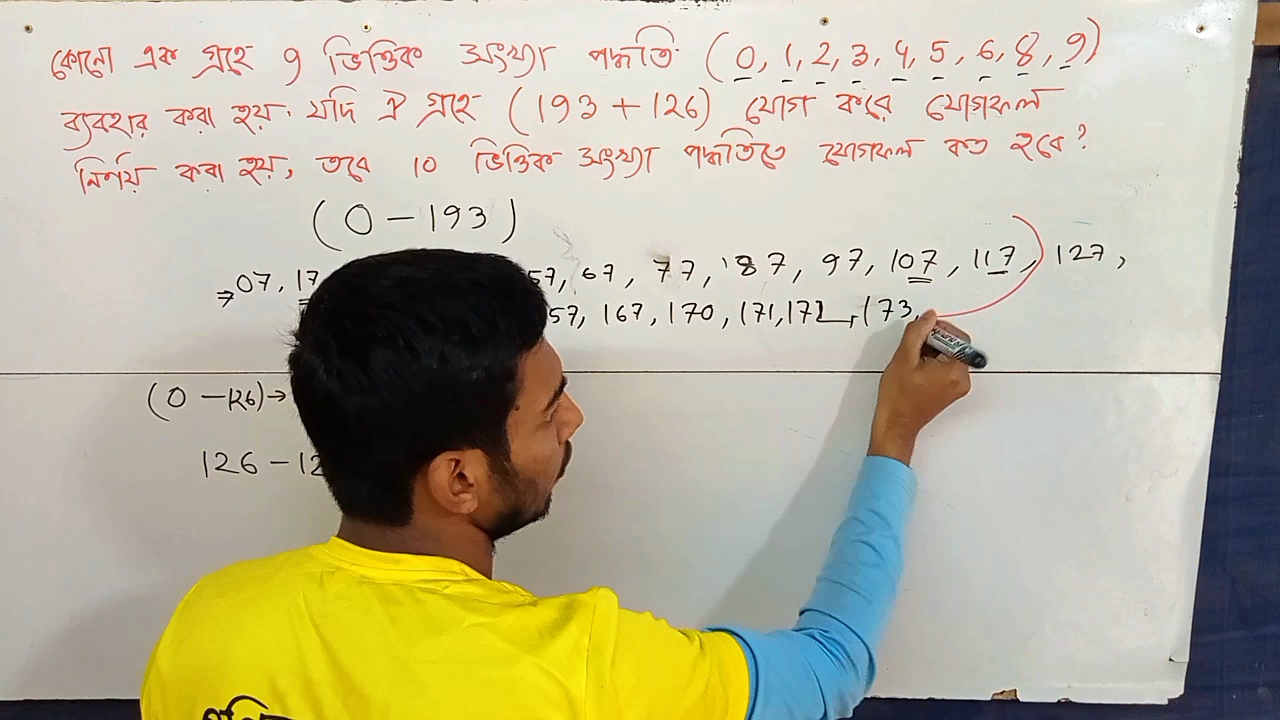 কোনো এক গ্রহে 9 ভিত্তিক সংখ্যা পদ্ধতি (0, 1, 2, 3, 4, 5, 6, 8, 9)
ব্যবহার করা হয়. যদি ঐ গ্রহে (193 + 126) যোগ করে যোগফল
নির্ণয় করা হয়, তবে 10 ভিত্তিক সংখ্যা পদ্ধতিতে যোগফল কত হবে?
(0 - 193)
⇒ 07, 17 57, 67, 77, 87, 97, 107, 117, 127,
57, 167, 170, 171, 172, 173,
(0 - 126) →
126 - 12